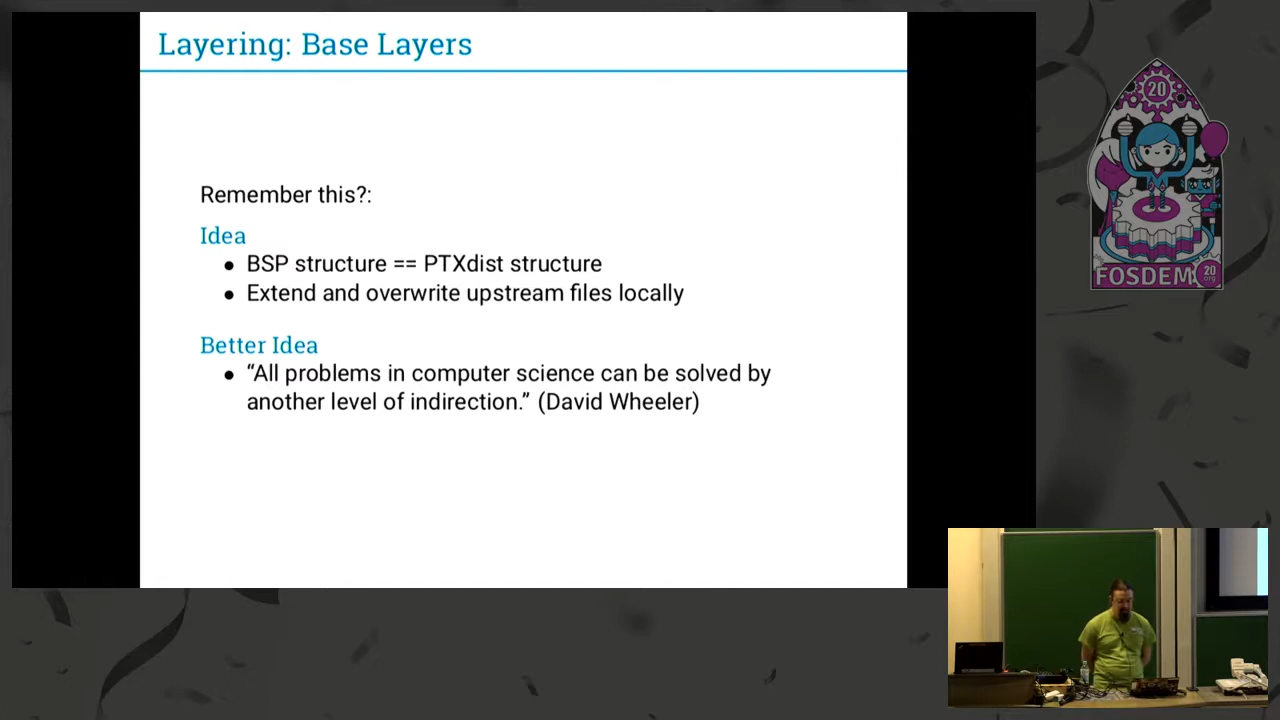 Layering: Base Layers
Remember this?:
Idea
● BSP structure == PTXdist structure
● Extend and overwrite upstream files locally
Better Idea
● “All problems in computer science can be solved by
another level of indirection.” (David Wheeler)
20
FOSDEM
20
.org